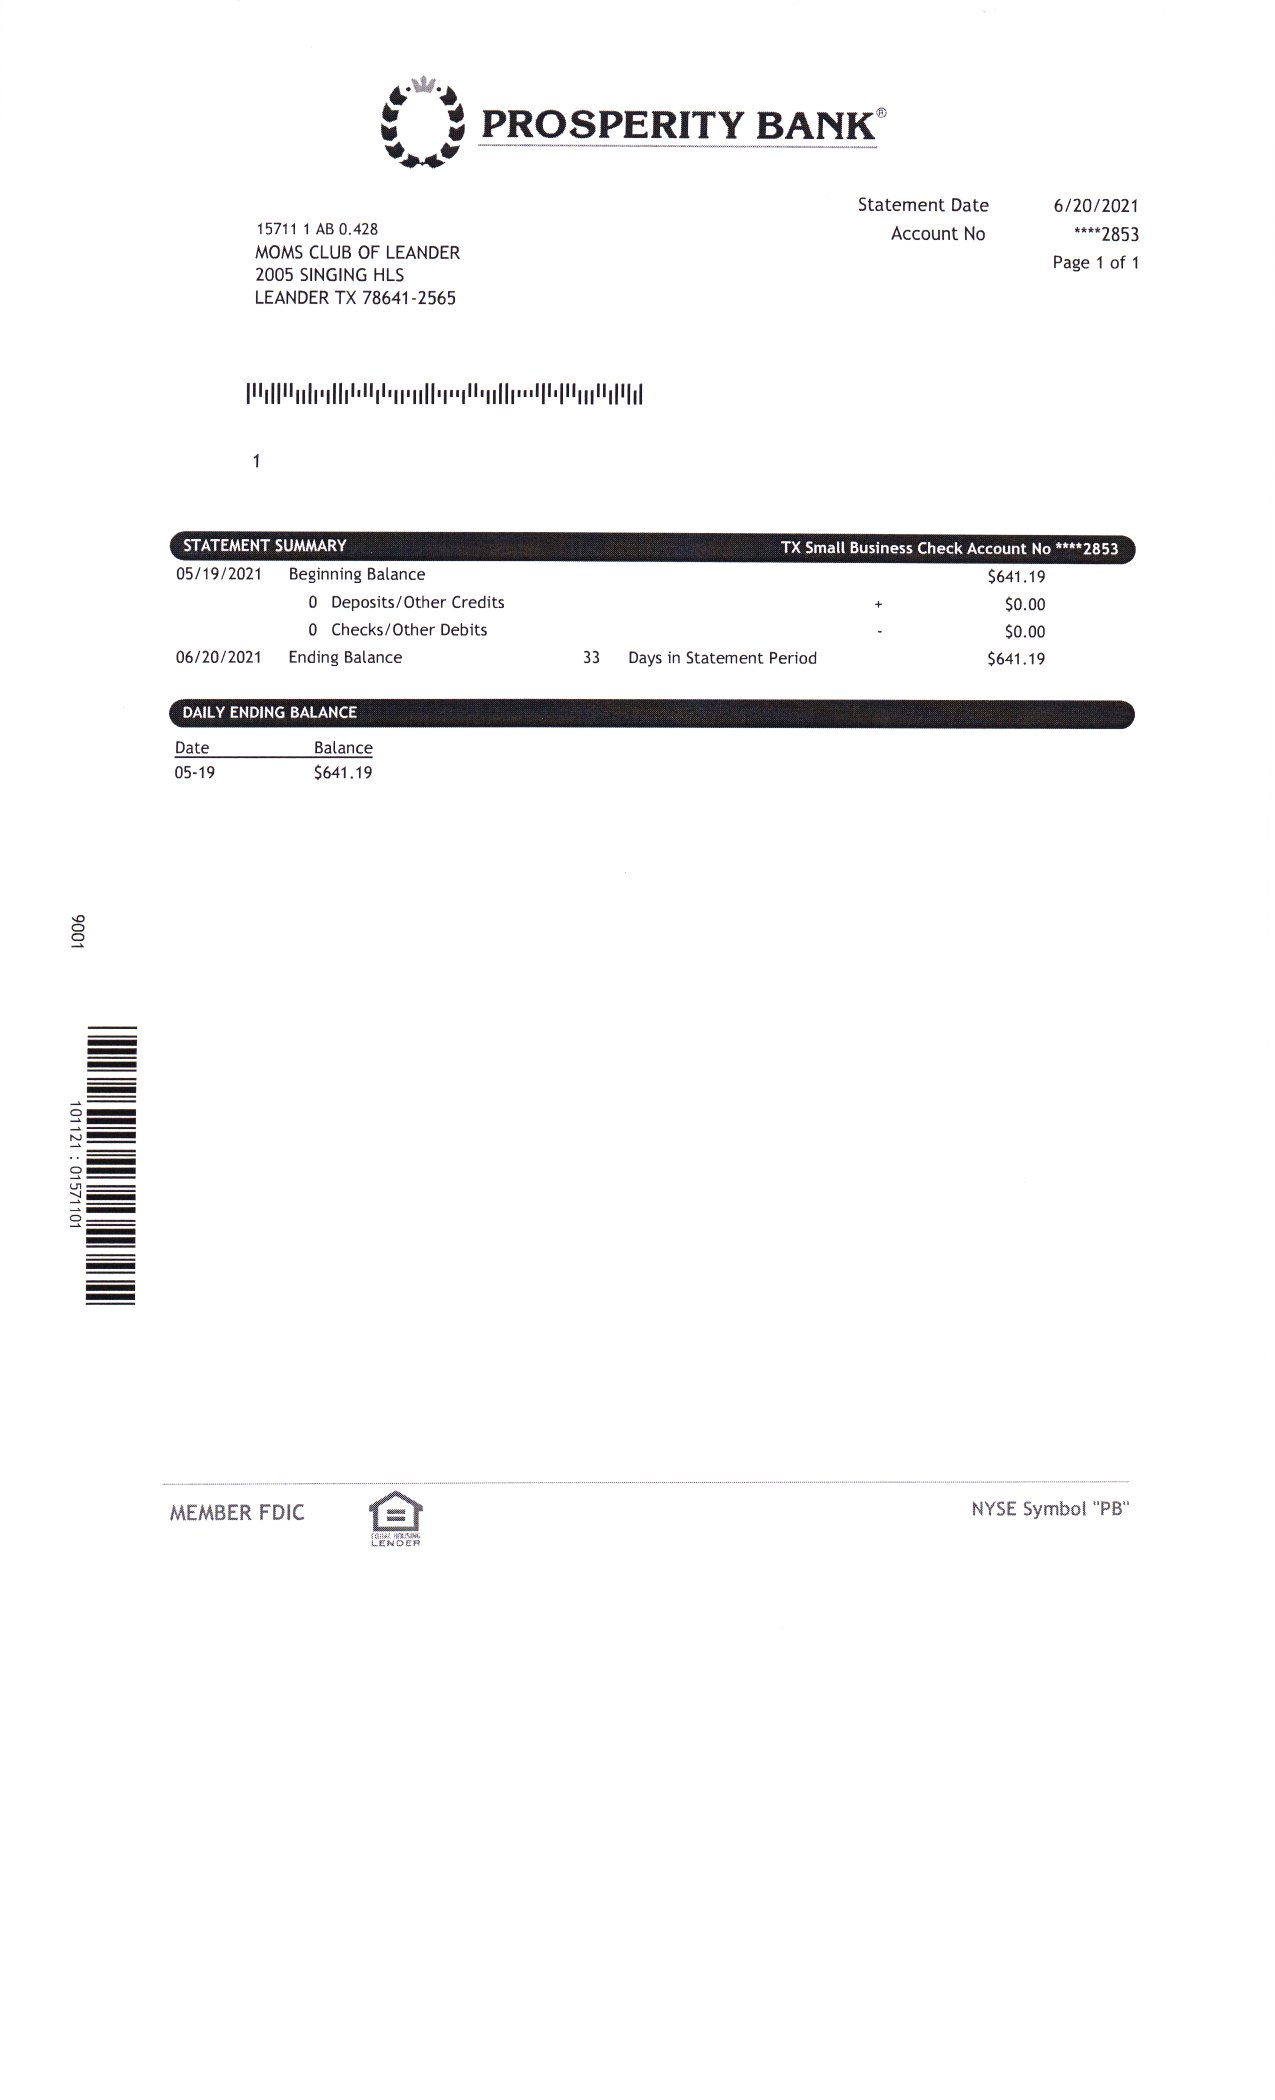 PROSPERITY BANK®
Statement Date 6/20/2021
Account No ****2853
Page 1 of 1
15711 1 AB 0.428
MOMS CLUB OF LEANDER
2005 SINGING HLS
LEANDER TX 78641-2565
1
STATEMENT SUMMARY TX Small Business Check Account No ****2853
05/19/2021 Beginning Balance $641.19
0 Deposits/Other Credits + $0.00
0 Checks/Other Debits - $0.00
06/20/2021 Ending Balance 33 Days in Statement Period $641.19
DAILY ENDING BALANCE
Date Balance
05-19 $641.19
9001
101121 : 01571101
MEMBER FDIC
EQUAL HOUSING
LENDER
NYSE Symbol "PB"